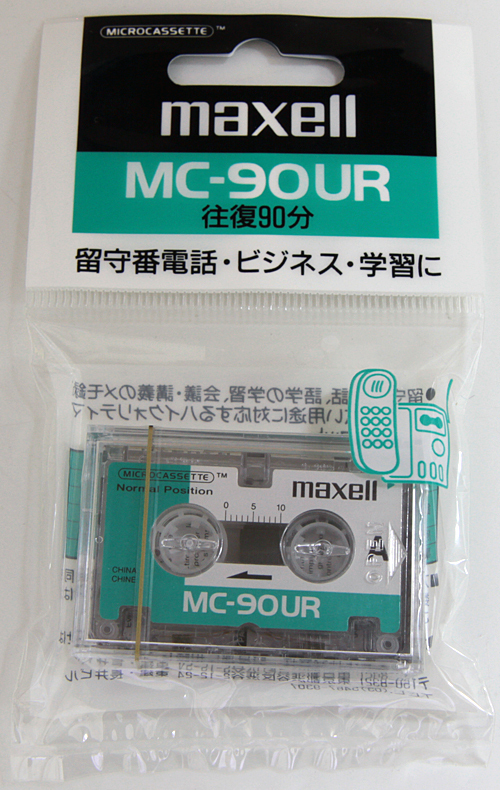 MICROCASSETTE™
maxell
MC-90UR
往復90分
留守番電話・ビジネス・学習に
MICROCASSETTE™
Normal Position
maxell
0 5 10
OPEN
CHINA
CHINE
MC-90UR